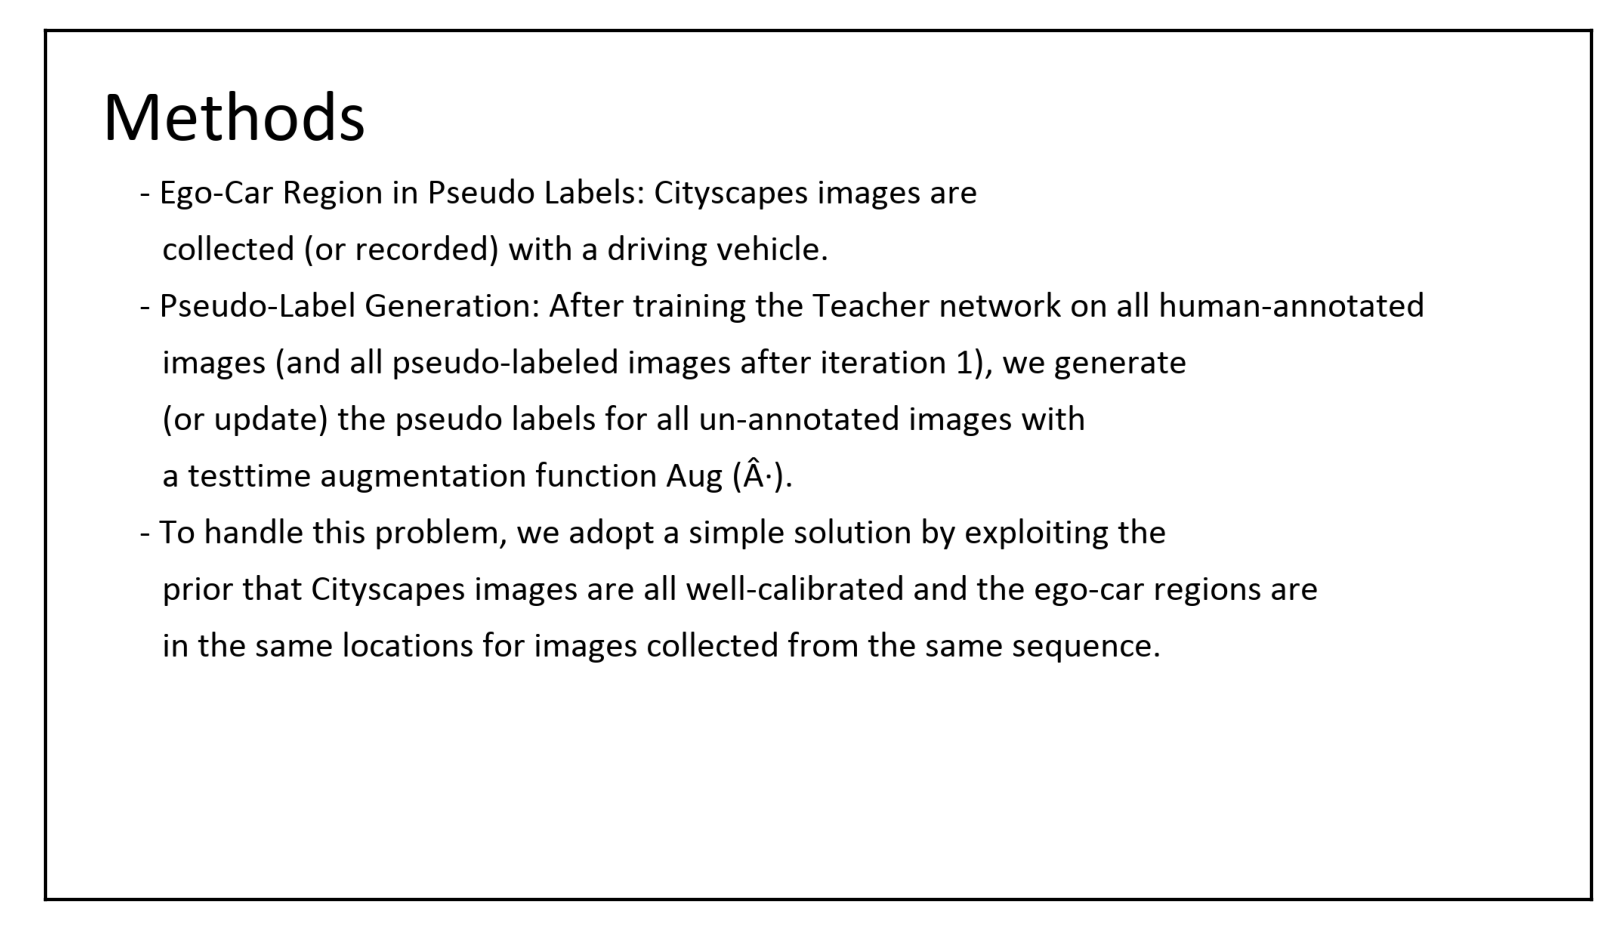 Methods
- Ego-Car Region in Pseudo Labels: Cityscapes images are
collected (or recorded) with a driving vehicle.
- Pseudo-Label Generation: After training the Teacher network on all human-annotated
images (and all pseudo-labeled images after iteration 1), we generate
(or update) the pseudo labels for all un-annotated images with
a testtime augmentation function Aug (Â·).
- To handle this problem, we adopt a simple solution by exploiting the
prior that Cityscapes images are all well-calibrated and the ego-car regions are
in the same locations for images collected from the same sequence.